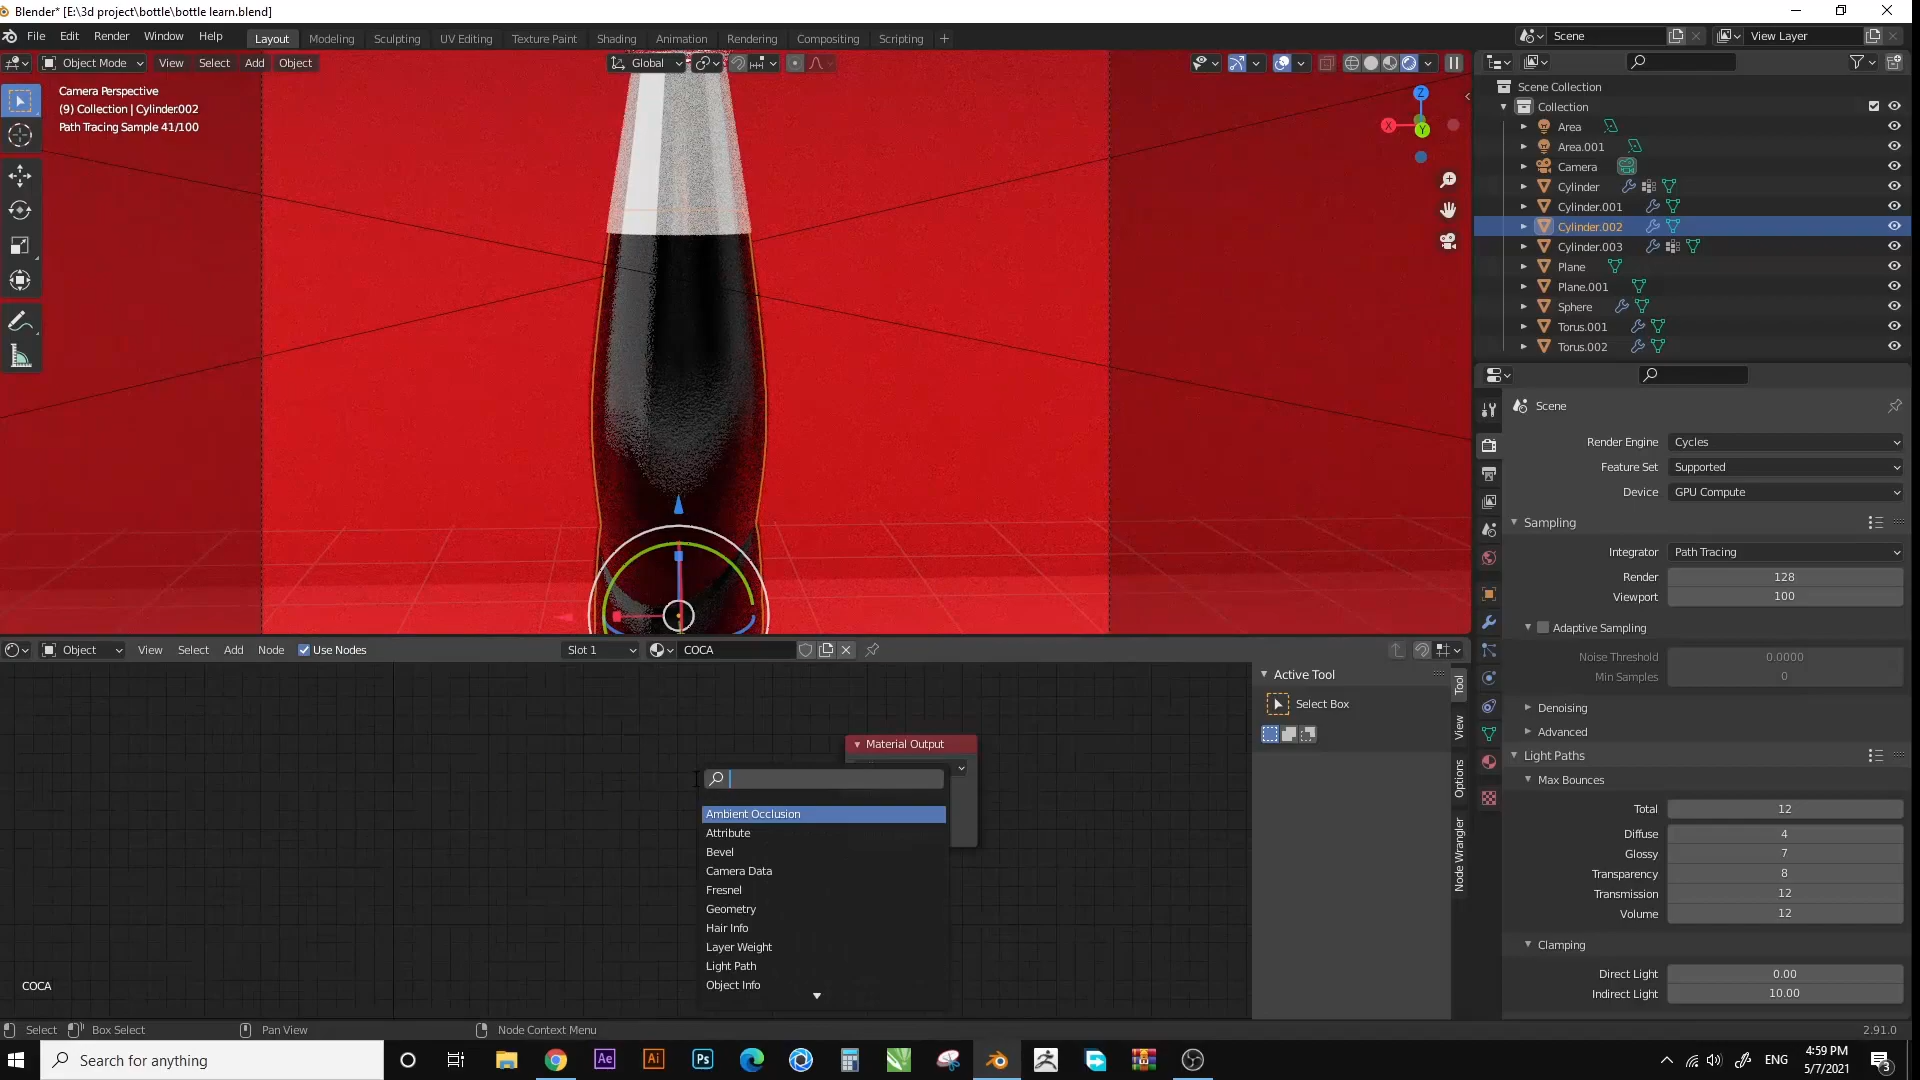 Blender* [E:\3d project\bottle\bottle learn.blend]
File Edit Render Window Help Layout Modeling Sculpting UV Editing Texture Paint Shading Animation Rendering Compositing Scripting + Scene View Layer
Object Mode View Select Add Object Global
Camera Perspective
(9) Collection | Cylinder.002
Path Tracing Sample 41/100
Z
X
Y
Scene Collection
Collection
Area
Area.001
Camera
Cylinder
Cylinder.001
Cylinder.002
Cylinder.003
Plane
Plane.001
Sphere
Torus.001
Torus.002
Scene
Render Engine Cycles
Feature Set Supported
Device GPU Compute
Sampling
Integrator Path Tracing
Render 128
Viewport 100
Adaptive Sampling
Noise Threshold 0.0000
Min Samples 0
Denoising
Advanced
Light Paths
Max Bounces
Total 12
Diffuse 4
Glossy 7
Transparency 8
Transmission 12
Volume 12
Clamping
Direct Light 0.00
Indirect Light 10.00
Object View Select Add Node Use Nodes Slot 1 COCA
Material Output
Ambient Occlusion
Attribute
Bevel
Camera Data
Fresnel
Geometry
Hair Info
Layer Weight
Light Path
Object Info
COCA
Active Tool
Select Box
Tool
View
Options
Node Wrangler
Select Box Select Pan View Node Context Menu 2.91.0
Search for anything
Ae Ai Ps
ENG
4:59 PM
5/7/2021
3